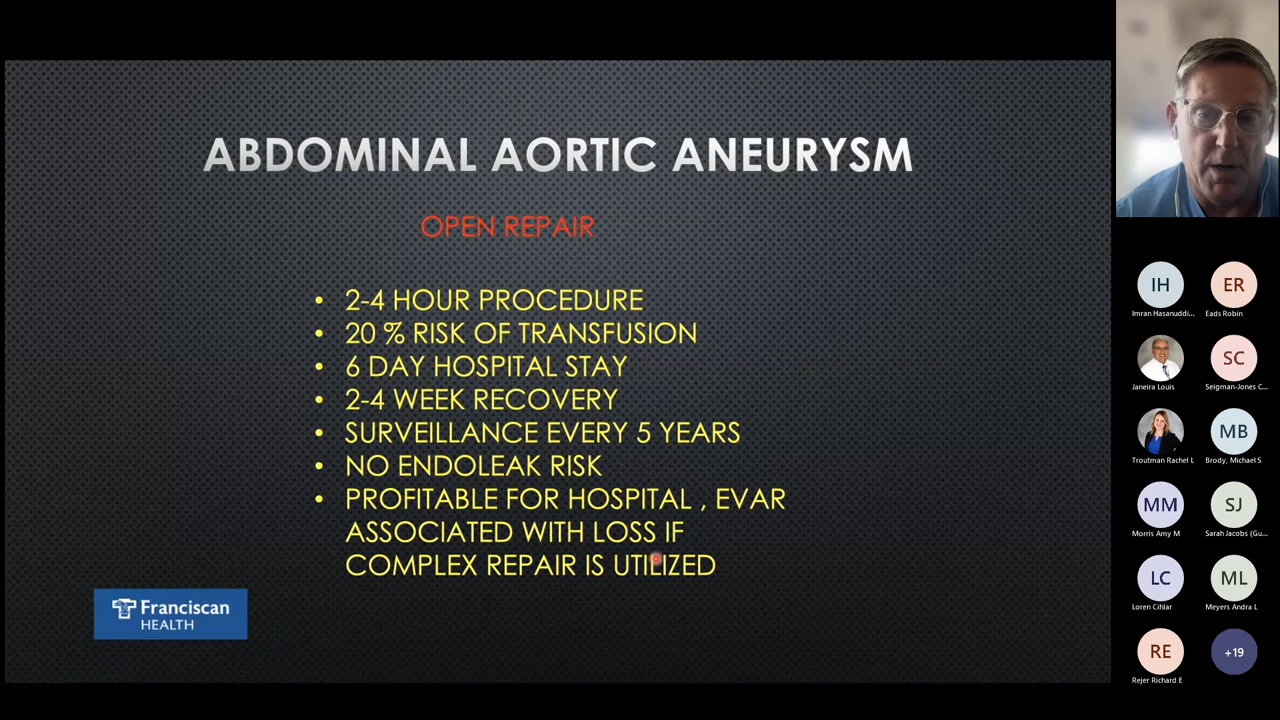 ABDOMINAL AORTIC ANEURYSM
OPEN REPAIR
• 2-4 HOUR PROCEDURE
• 20 % RISK OF TRANSFUSION
• 6 DAY HOSPITAL STAY
• 2-4 WEEK RECOVERY
• SURVEILLANCE EVERY 5 YEARS
• NO ENDOLEAK RISK
• PROFITABLE FOR HOSPITAL , EVAR
ASSOCIATED WITH LOSS IF
COMPLEX REPAIR IS UTILIZED
Franciscan
HEALTH
IH
ER
Imran Hasanuddi...
Eads Robin
SC
Janeira Louis
Seigman-Jones C...
MB
Troutman Rachel L
Brody, Michael S
MM
SJ
Morris Amy M
Sarah Jacobs (Gu...
LC
ML
Loren Cihlar
Meyers Andra L
RE
+19
Rejer Richard E